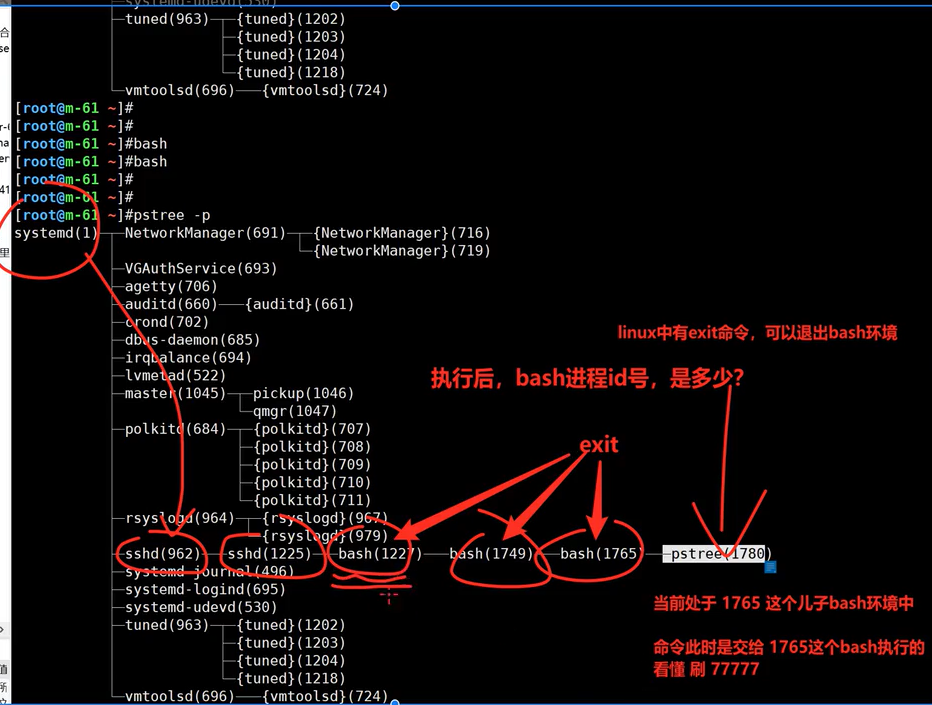 tuned(963)─┬─{tuned}(1202)
├─{tuned}(1203)
├─{tuned}(1204)
└─{tuned}(1218)
└─vmtoolsd(696)───{vmtoolsd}(724)
[root@m-61 ~]#
[root@m-61 ~]#
[root@m-61 ~]#bash
[root@m-61 ~]#bash
[root@m-61 ~]#
[root@m-61 ~]#
[root@m-61 ~]#pstree -p
systemd(1)─┬─NetworkManager(691)─┬─{NetworkManager}(716)
└─{NetworkManager}(719)
├─VGAuthService(693)
├─agetty(706)
├─auditd(660)───{auditd}(661)
├─crond(702)
├─dbus-daemon(685)
├─irqbalance(694)
├─lvmetad(522)
├─master(1045)─┬─pickup(1046)
└─qmgr(1047)
├─polkitd(684)─┬─{polkitd}(707)
├─{polkitd}(708)
├─{polkitd}(709)
├─{polkitd}(710)
└─{polkitd}(711)
├─rsyslogd(964)─┬─{rsyslogd}(967)
└─{rsyslogd}(979)
├─sshd(962)───sshd(1225)───bash(1227)───bash(1749)───bash(1765)───pstree(1780)
├─systemd-journal(496)
├─systemd-logind(695)
├─systemd-udevd(530)
├─tuned(963)─┬─{tuned}(1202)
├─{tuned}(1203)
├─{tuned}(1204)
└─{tuned}(1218)
└─vmtoolsd(696)───{vmtoolsd}(724)
linux中有exit命令，可以退出bash环境
执行后，bash进程id号，是多少？
exit
当前处于 1765 这个儿子bash环境中
命令此时是交给 1765这个bash执行的
看懂 刷 77777